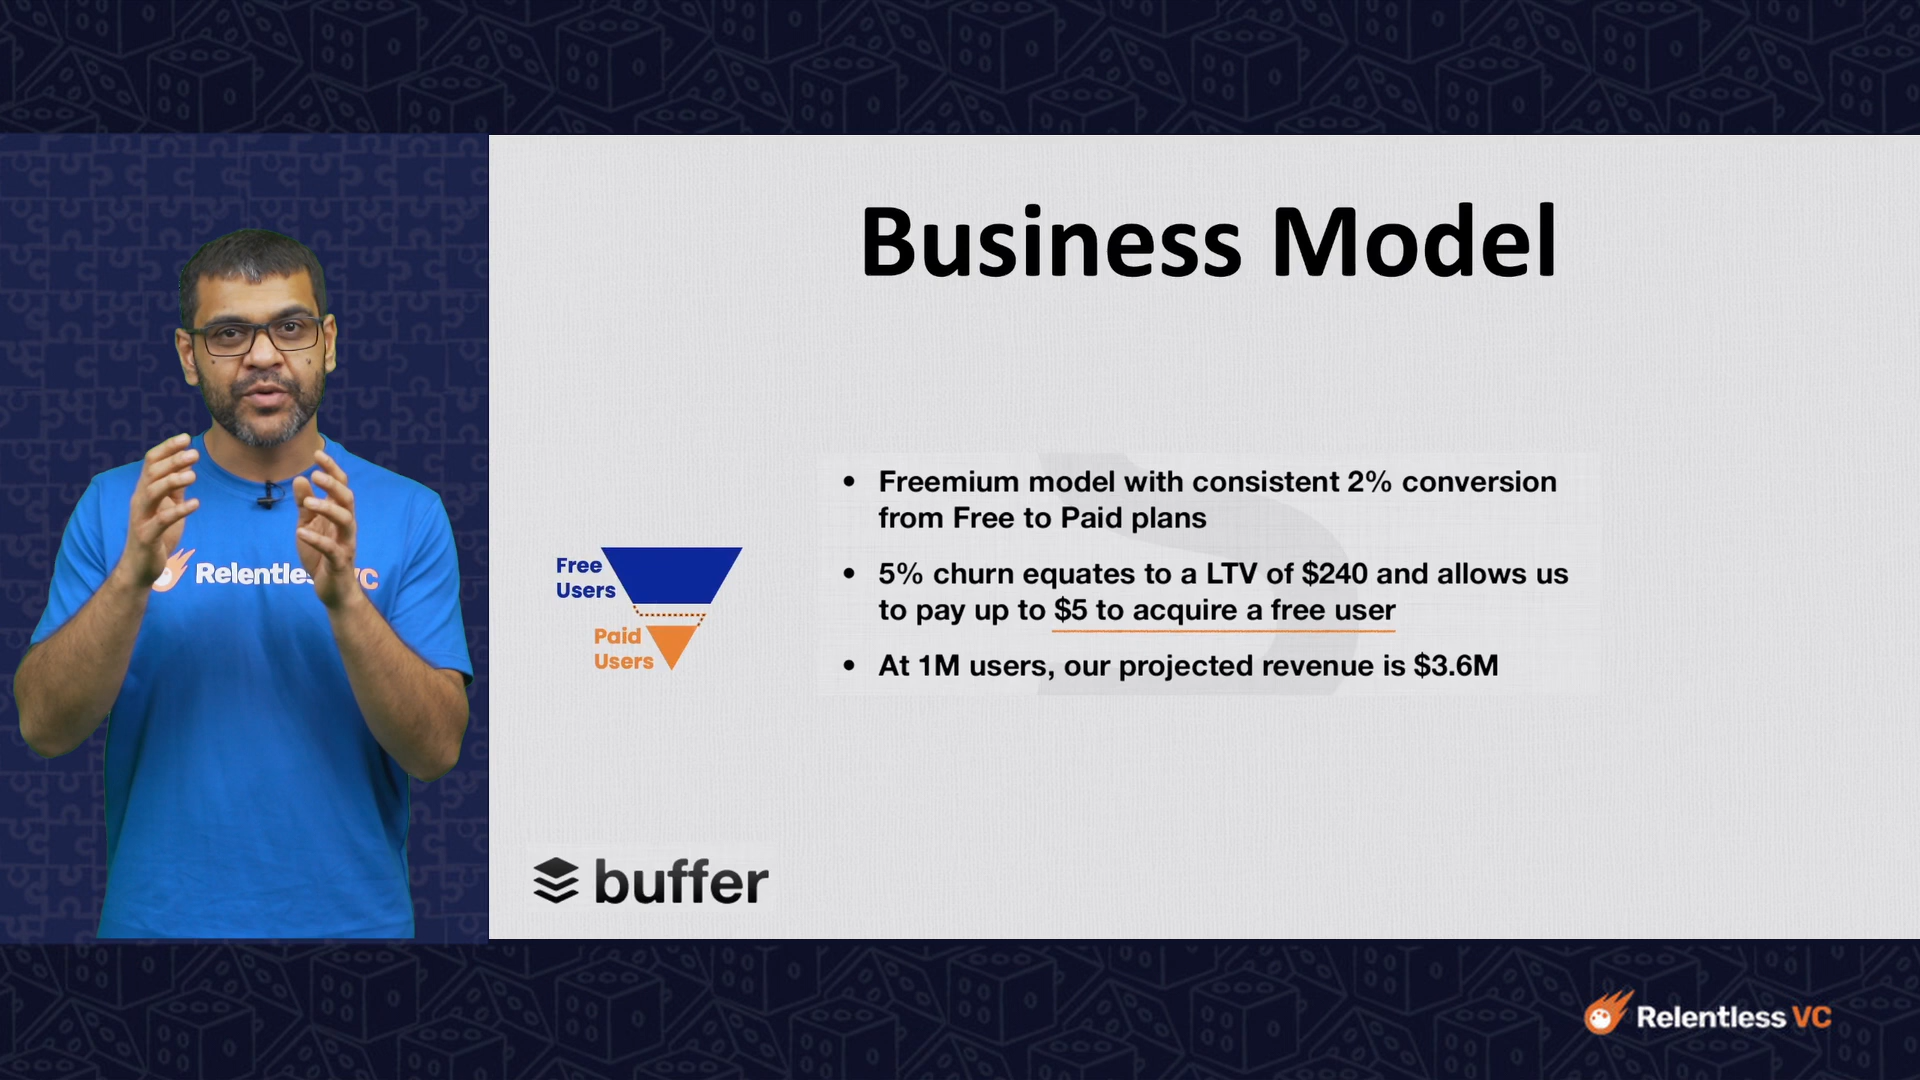 Business Model
• Freemium model with consistent 2% conversion
from Free to Paid plans
• 5% churn equates to a LTV of $240 and allows us
to pay up to $5 to acquire a free user
• At 1M users, our projected revenue is $3.6M
Free
Users
Paid
Users
buffer
Relentless VC
Relentless VC